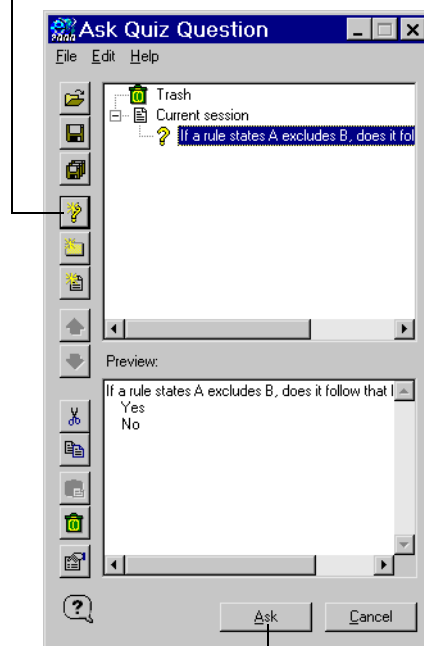 Ask Quiz Question
File Edit Help
Trash
Current session
If a rule states A excludes B, does it fol
Preview:
If a rule states A excludes B, does it follow that
Yes
No
Ask Cancel